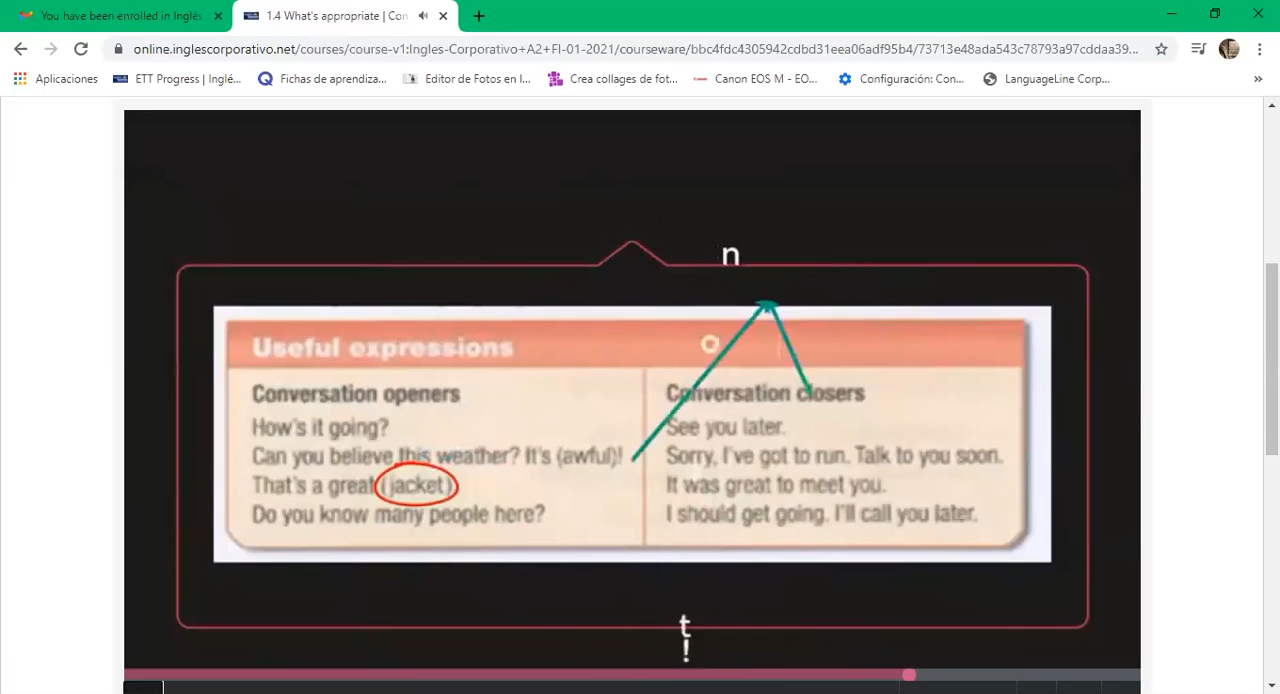 You have been enrolled in Inglés
1.4 What's appropriate | Con
online.inglescorporativo.net/courses/course-v1:Ingles-Corporativo+A2+FI-01-2021/courseware/bbc4fdc4305942cdbd31eea06adf95b4/73713e48ada543c78793a97cddaa39...
Aplicaciones
ETT Progress | Inglé...
Fichas de aprendiza...
Editor de Fotos en l...
Crea collages de fot...
Canon EOS M - EO...
Configuración: Con...
LanguageLine Corp...
n
Useful expressions
o
Conversation openers
How's it going?
Can you believe this weather? It's (awful)!
That's a great (jacket)
Do you know many people here?
Conversation closers
See you later.
Sorry, I've got to run. Talk to you soon.
It was great to meet you.
I should get going. I'll call you later.
t
!